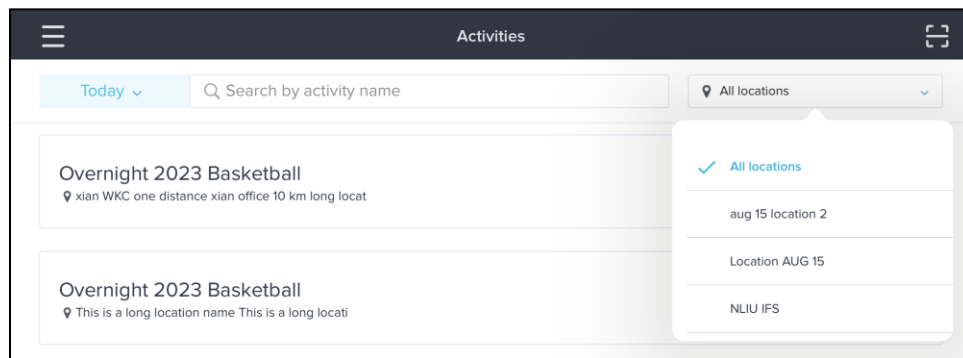 Activities
Today
Search by activity name
All locations
All locations
aug 15 location 2
Location AUG 15
NLIU IFS
Overnight 2023 Basketball
xian WKC one distance xian office 10 km long locat
Overnight 2023 Basketball
This is a long location name This is a long locati